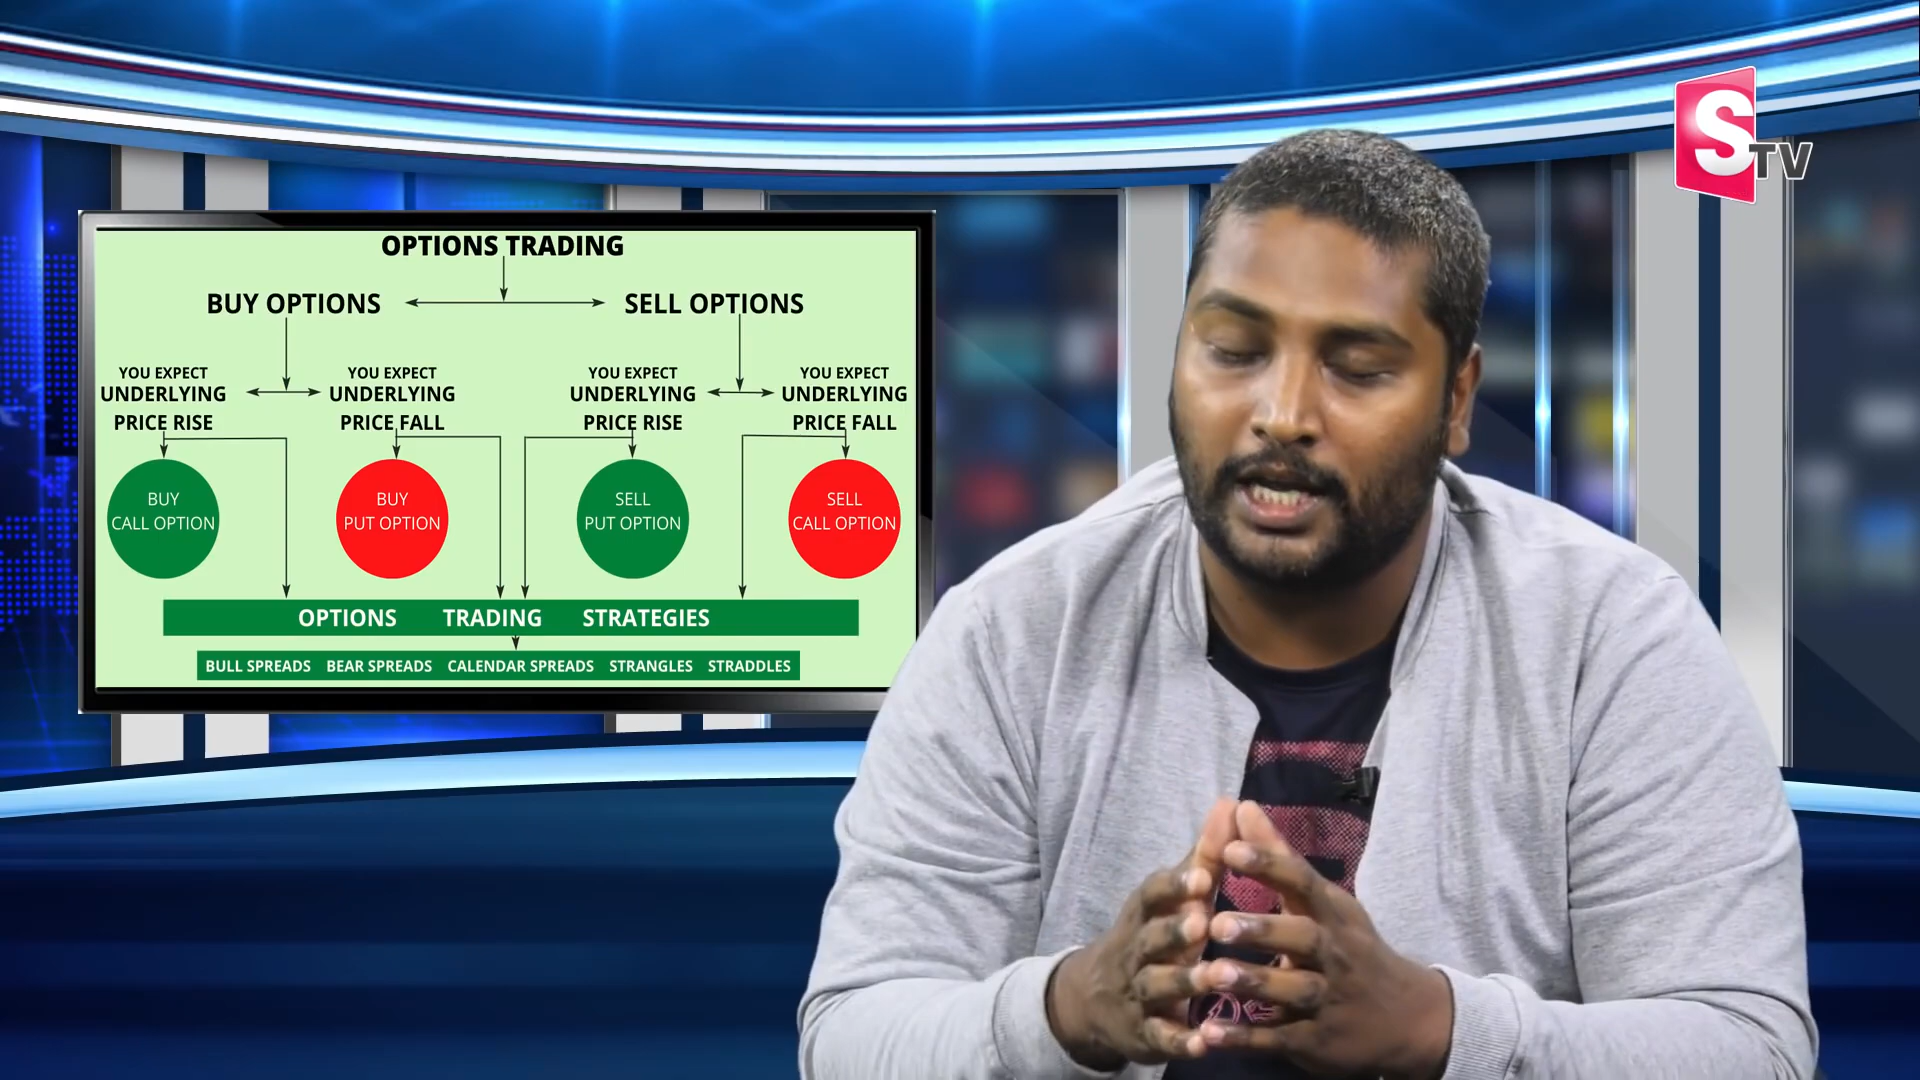 OPTIONS TRADING
BUY OPTIONS
SELL OPTIONS
YOU EXPECT
UNDERLYING
PRICE RISE
YOU EXPECT
UNDERLYING
PRICE FALL
YOU EXPECT
UNDERLYING
PRICE RISE
YOU EXPECT
UNDERLYING
PRICE FALL
BUY
CALL OPTION
BUY
PUT OPTION
SELL
PUT OPTION
SELL
CALL OPTION
OPTIONS TRADING STRATEGIES
BULL SPREADS BEAR SPREADS CALENDAR SPREADS STRANGLES STRADDLES
S TV